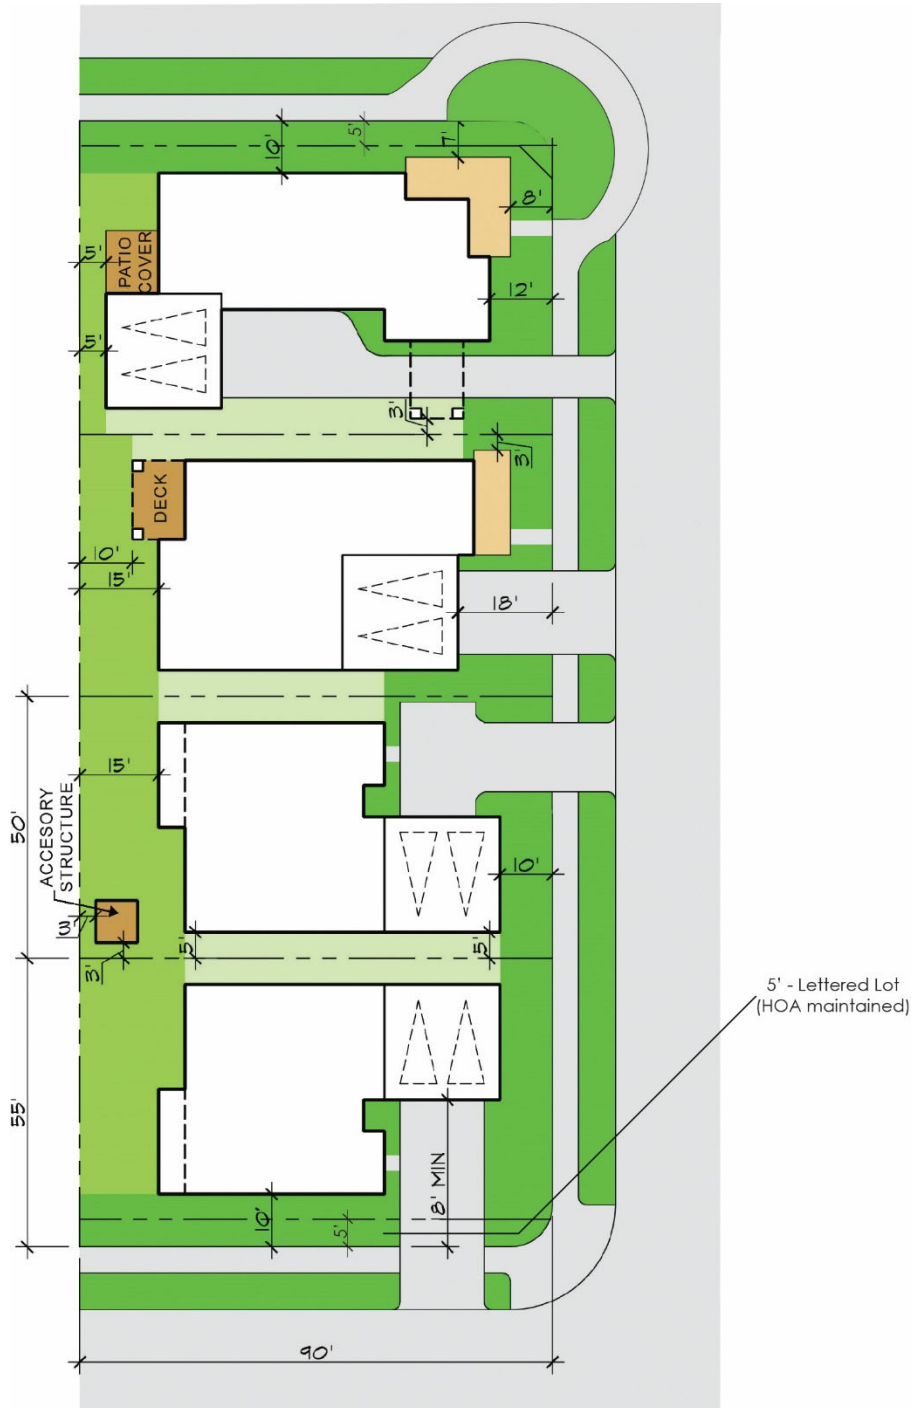 5'
7'
10'
8'
PATIO
COVER
5'
12'
5'
3'
3'
DECK
10'
15'
18'
15'
50'
ACCESORY
STRUCTURE
10'
3'
5'
5'
3'
5' - Lettered Lot
(HOA maintained)
55'
8' MIN
10'
5'
90'